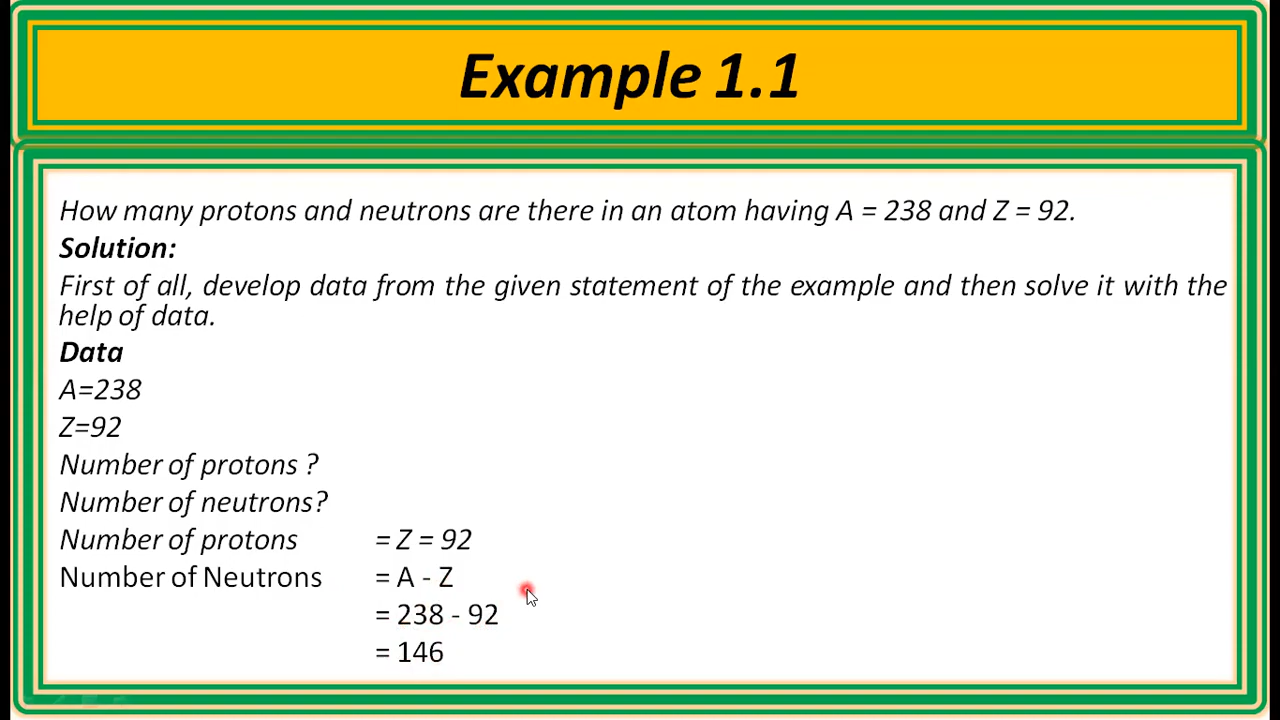 Example 1.1
How many protons and neutrons are there in an atom having A = 238 and Z = 92.
Solution:
First of all, develop data from the given statement of the example and then solve it with the
help of data.
Data
A=238
Z=92
Number of protons ?
Number of neutrons?
Number of protons = Z = 92
Number of Neutrons = A - Z
= 238 - 92
= 146